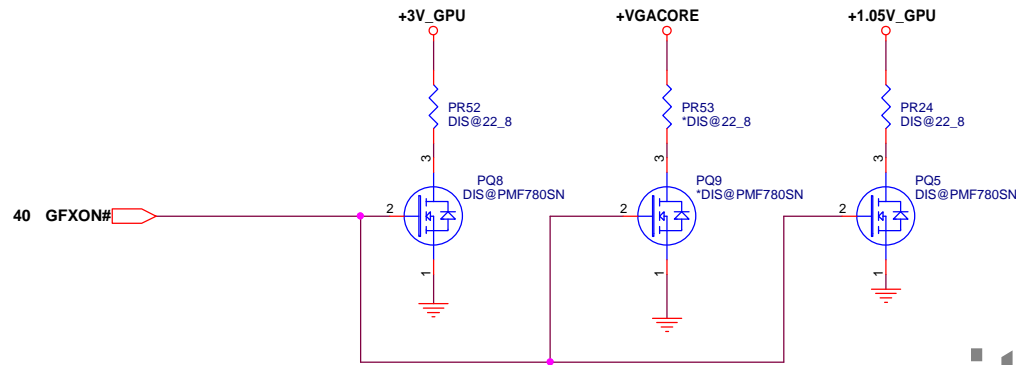 +3V_GPU +VGACORE +1.05V_GPU
PR52 PR53 PR24
DIS@22_8 *DIS@22_8 DIS@22_8
3 3 3
PQ8 PQ9 PQ5
DIS@PMF780SN *DIS@PMF780SN DIS@PMF780SN
40 GFXON# 2 2 2
1 1 1